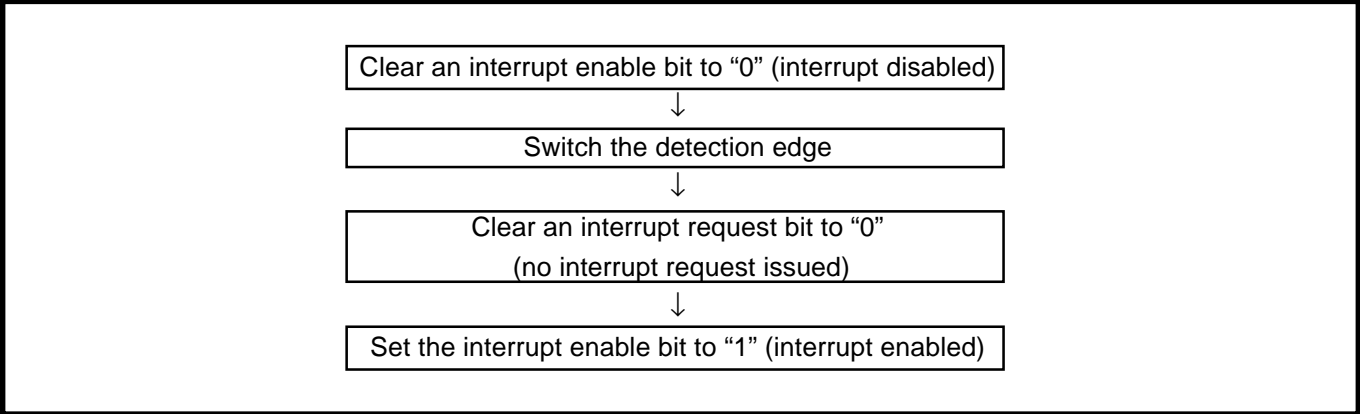 Clear an interrupt enable bit to “0” (interrupt disabled)
↓
Switch the detection edge
↓
Clear an interrupt request bit to “0”
(no interrupt request issued)
↓
Set the interrupt enable bit to “1” (interrupt enabled)